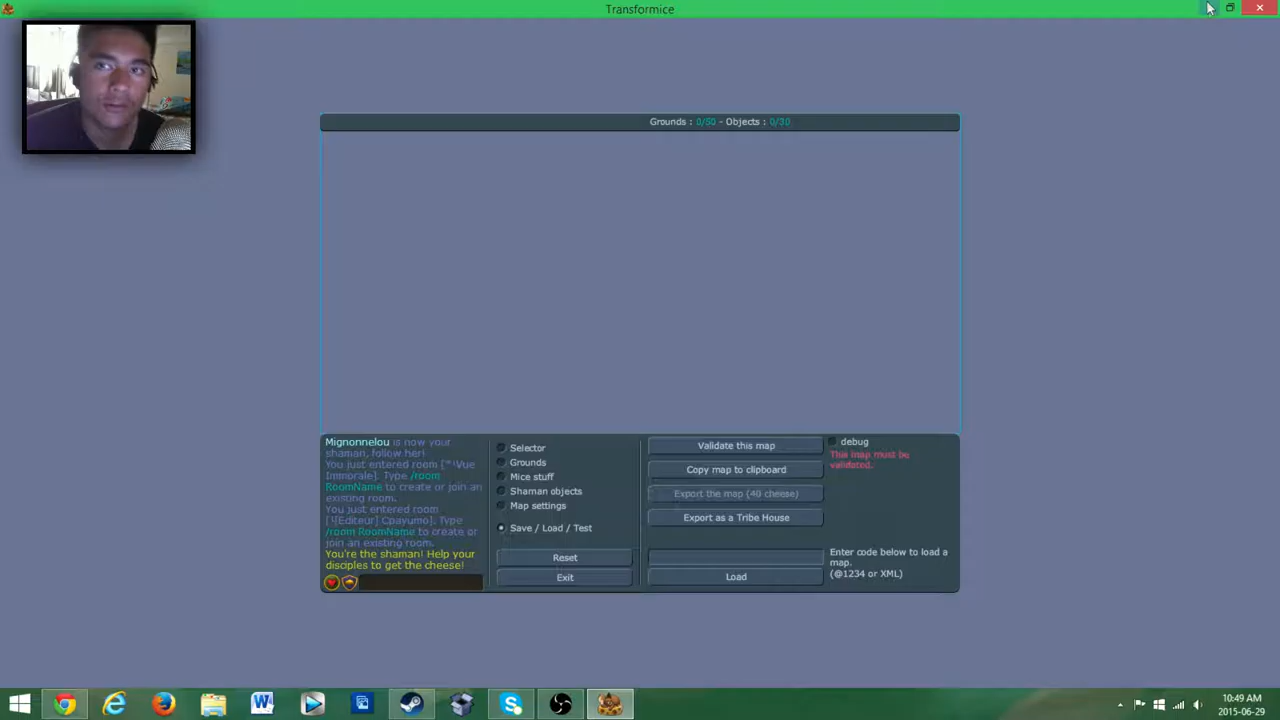 Transformice
Grounds : 0/50 - Objects : 0/30
Mignonnelou is now your
shaman, follow her!
Immorale]. Type /room
RoomName to create or join an
existing room.
You just entered room
[Editeur] Cpayumo]. Type
/room RoomName to create or
join an existing room.
You're the shaman! Help your
disciples to get the cheese!
Selector
Grounds
Mice stuff
Shaman objects
Map settings
Save / Load / Test
Reset
Exit
Validate this map
Copy map to clipboard
Export the map (40 cheese)
Export as a Tribe House
Load
debug
This map must be
validated.
Enter code below to load a
map.
(@1234 or XML)
10:49 AM
2015-06-29